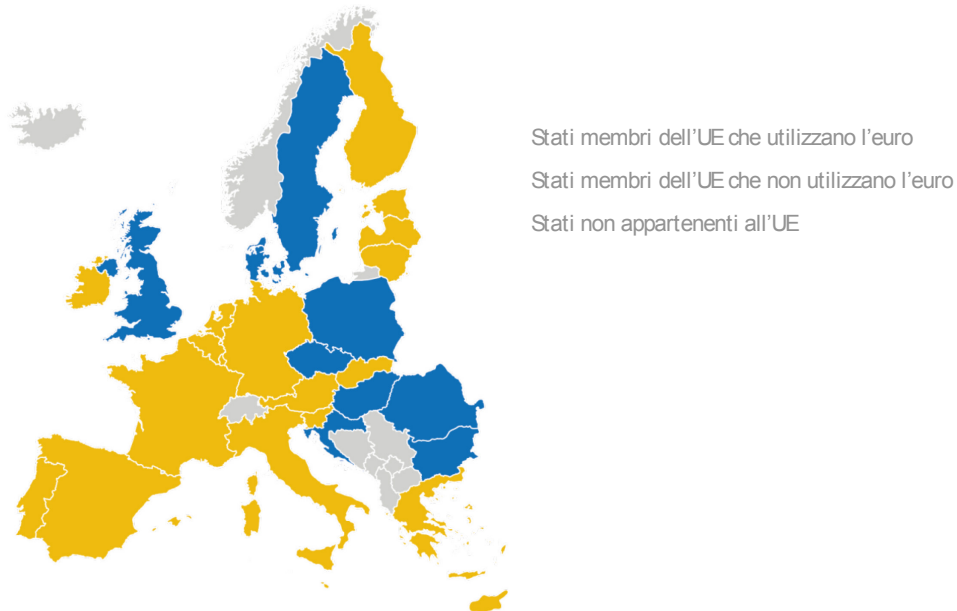 Stati membri dell’UE che utilizzano l’euro
Stati membri dell’UE che non utilizzano l’euro
Stati non appartenenti all’UE